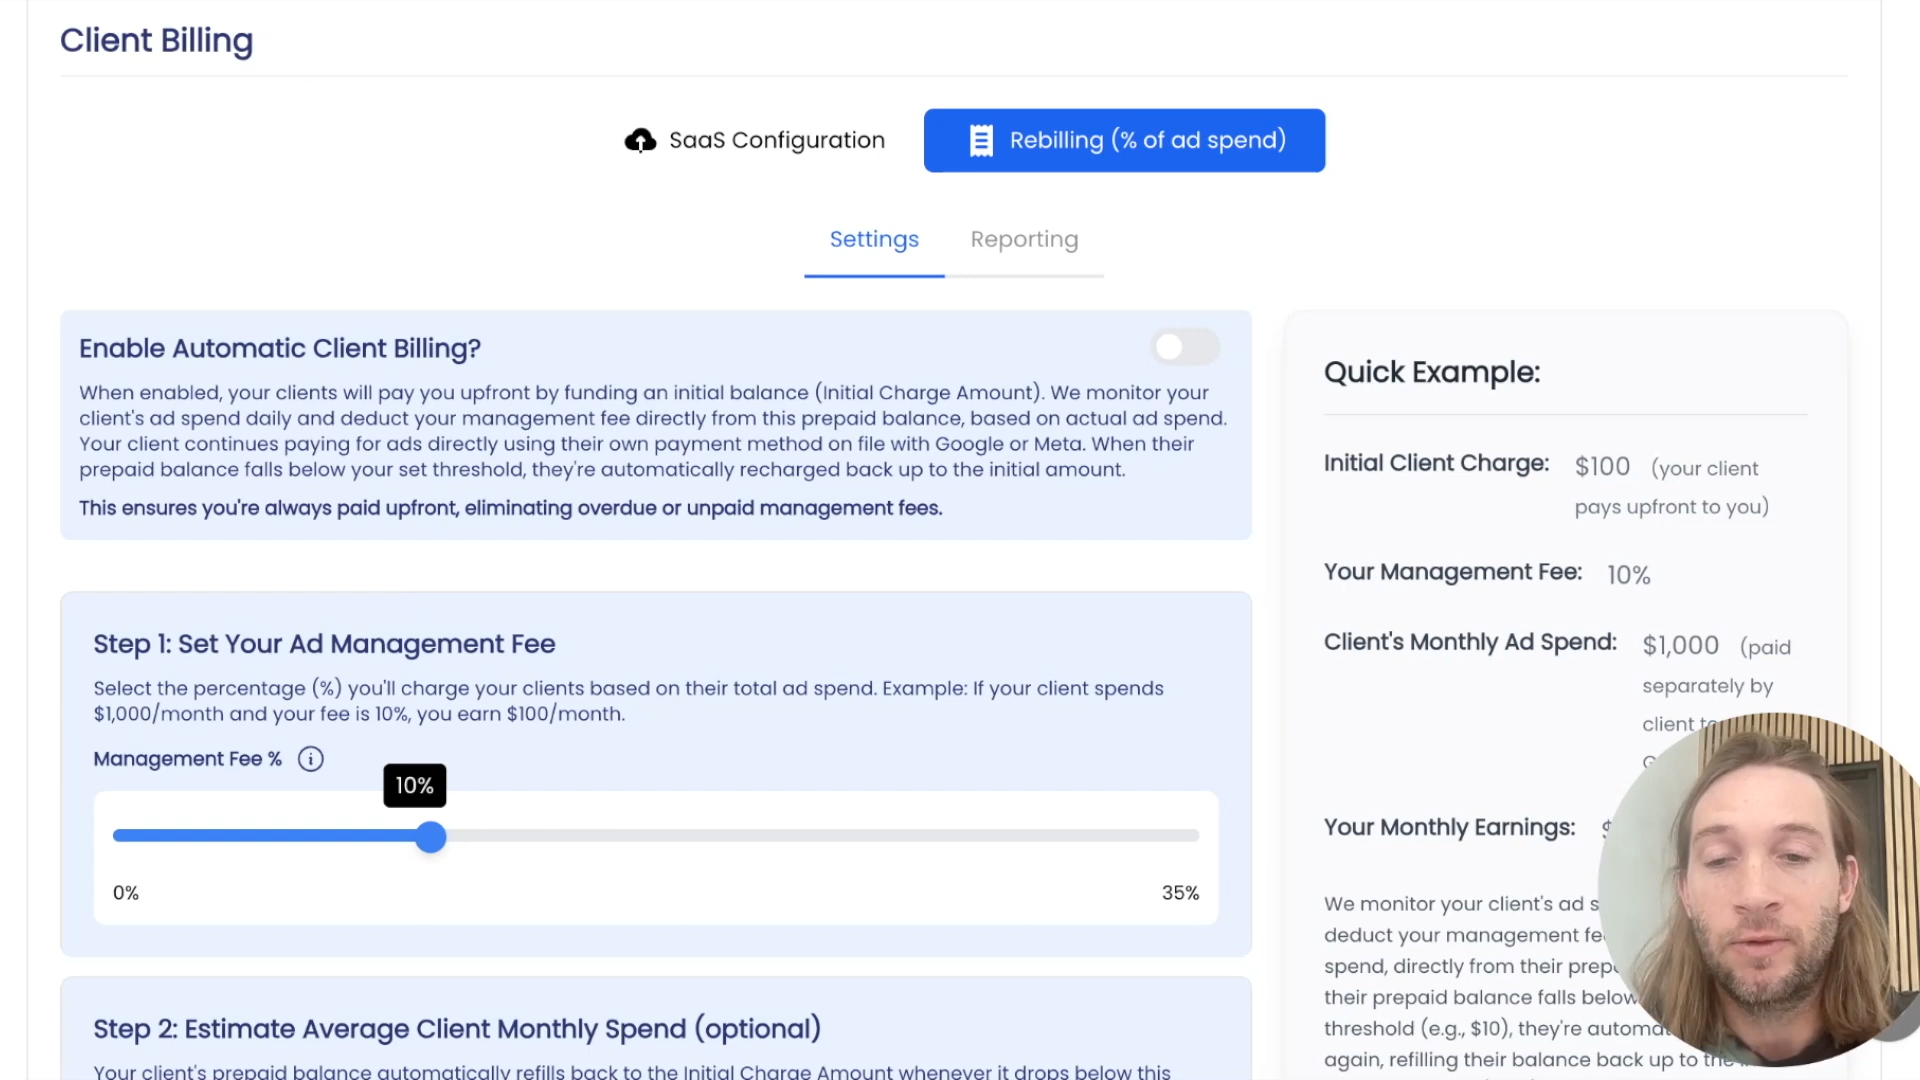 Client Billing
SaaS Configuration
Rebilling (% of ad spend)
Settings
Reporting
Enable Automatic Client Billing?
When enabled, your clients will pay you upfront by funding an initial balance (Initial Charge Amount). We monitor your
client's ad spend daily and deduct your management fee directly from this prepaid balance, based on actual ad spend.
Your client continues paying for ads directly using their own payment method on file with Google or Meta. When their
prepaid balance falls below your set threshold, they're automatically recharged back up to the initial amount.
This ensures you're always paid upfront, eliminating overdue or unpaid management fees.
Step 1: Set Your Ad Management Fee
Select the percentage (%) you'll charge your clients based on their total ad spend. Example: If your client spends
$1,000/month and your fee is 10%, you earn $100/month.
Management Fee %
10%
0%
35%
Step 2: Estimate Average Client Monthly Spend (optional)
Your client's prepaid balance automatically refills back to the Initial Charge Amount whenever it drops below this
Quick Example:
Initial Client Charge: $100 (your client
pays upfront to you)
Your Management Fee: 10%
Client's Monthly Ad Spend: $1,000 (paid
separately by
client
Your Monthly Earnings:
We monitor your client's ad
deduct your management
spend, directly from their
their prepaid balance falls below
threshold (e.g., $10), they're
again, refilling their balance back up to